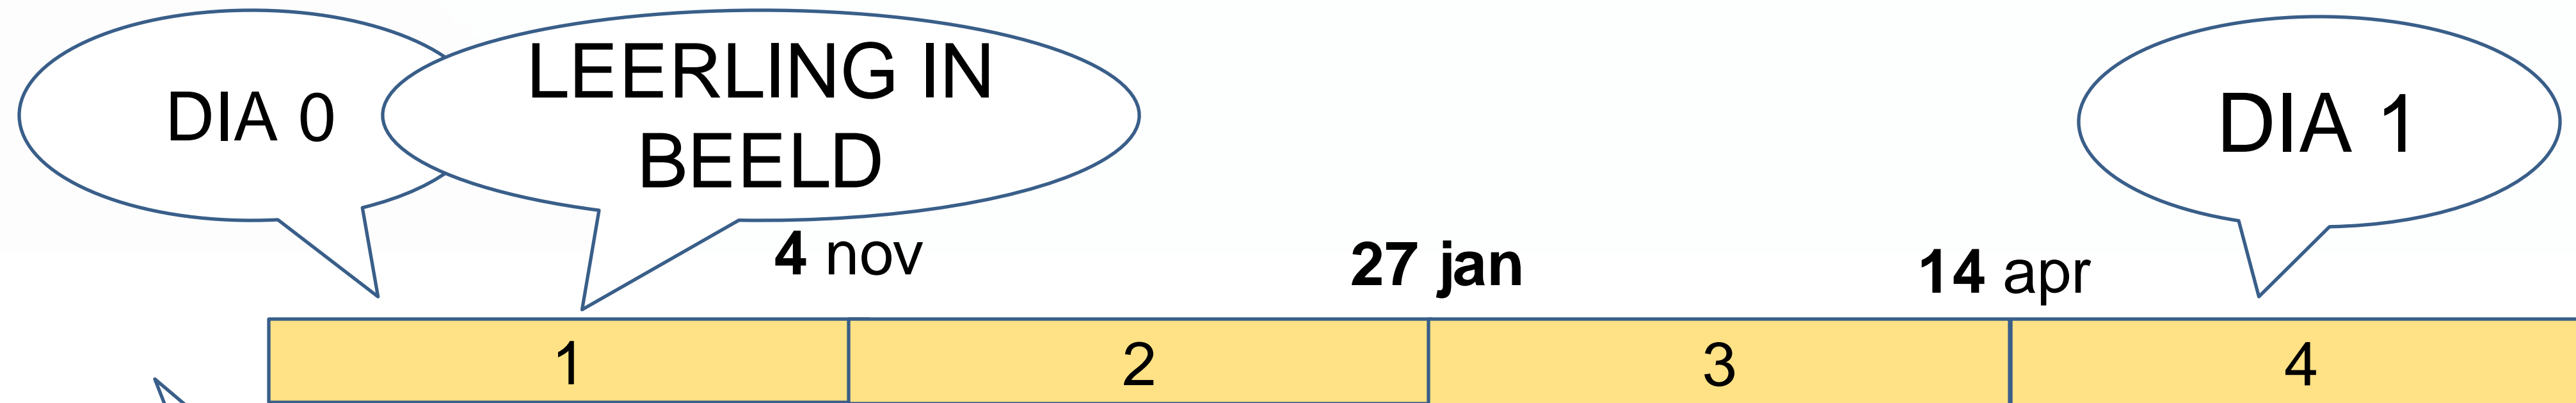 DIA 0
LEERLING IN
BEELD
DIA 1
4 nov
27 jan
14 apr
1
2
3
4